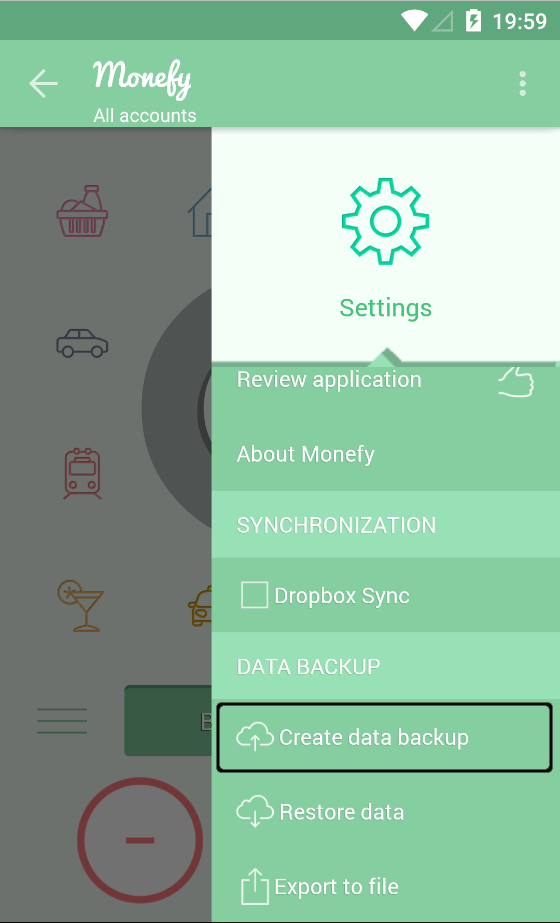 19:59
Monefy
All accounts
Settings
Review application
About Monefy
SYNCHRONIZATION
Dropbox Sync
DATA BACKUP
Create data backup
Restore data
Export to file